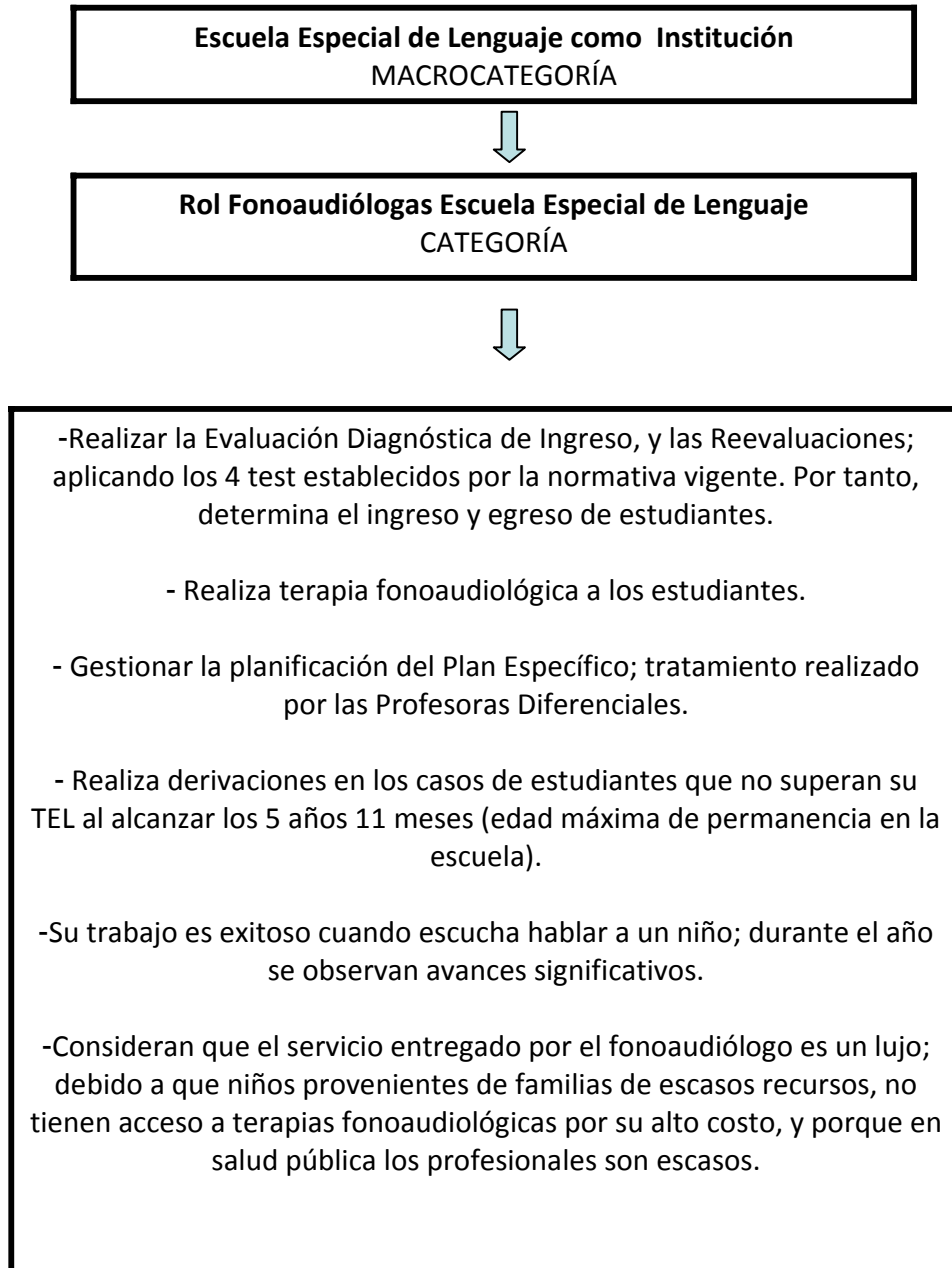 Escuela Especial de Lenguaje como Institución
MACROCATEGORÍA
Rol Fonoaudiólogas Escuela Especial de Lenguaje
CATEGORÍA
-Realizar la Evaluación Diagnóstica de Ingreso, y las Reevaluaciones;
aplicando los 4 test establecidos por la normativa vigente. Por tanto,
determina el ingreso y egreso de estudiantes.
- Realiza terapia fonoaudiológica a los estudiantes.
- Gestionar la planificación del Plan Específico; tratamiento realizado
por las Profesoras Diferenciales.
- Realiza derivaciones en los casos de estudiantes que no superan su
TEL al alcanzar los 5 años 11 meses (edad máxima de permanencia en la
escuela).
-Su trabajo es exitoso cuando escucha hablar a un niño; durante el año
se observan avances significativos.
-Consideran que el servicio entregado por el fonoaudiólogo es un lujo;
debido a que niños provenientes de familias de escasos recursos, no
tienen acceso a terapias fonoaudiológicas por su alto costo, y porque en
salud pública los profesionales son escasos.